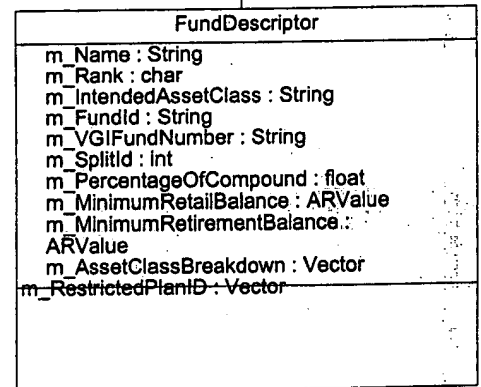 FundDescriptor
m_Name : String
m_Rank : char
m_IntendedAssetClass : String
m_FundId : String
m_VGIFundNumber : String
m_SplitId : int
m_PercentageOfCompound : float
m_MinimumRetailBalance : ARValue
m_MinimumRetirementBalance :
ARValue
m_AssetClassBreakdown : Vector
m_RestrictedPlanID : Vector